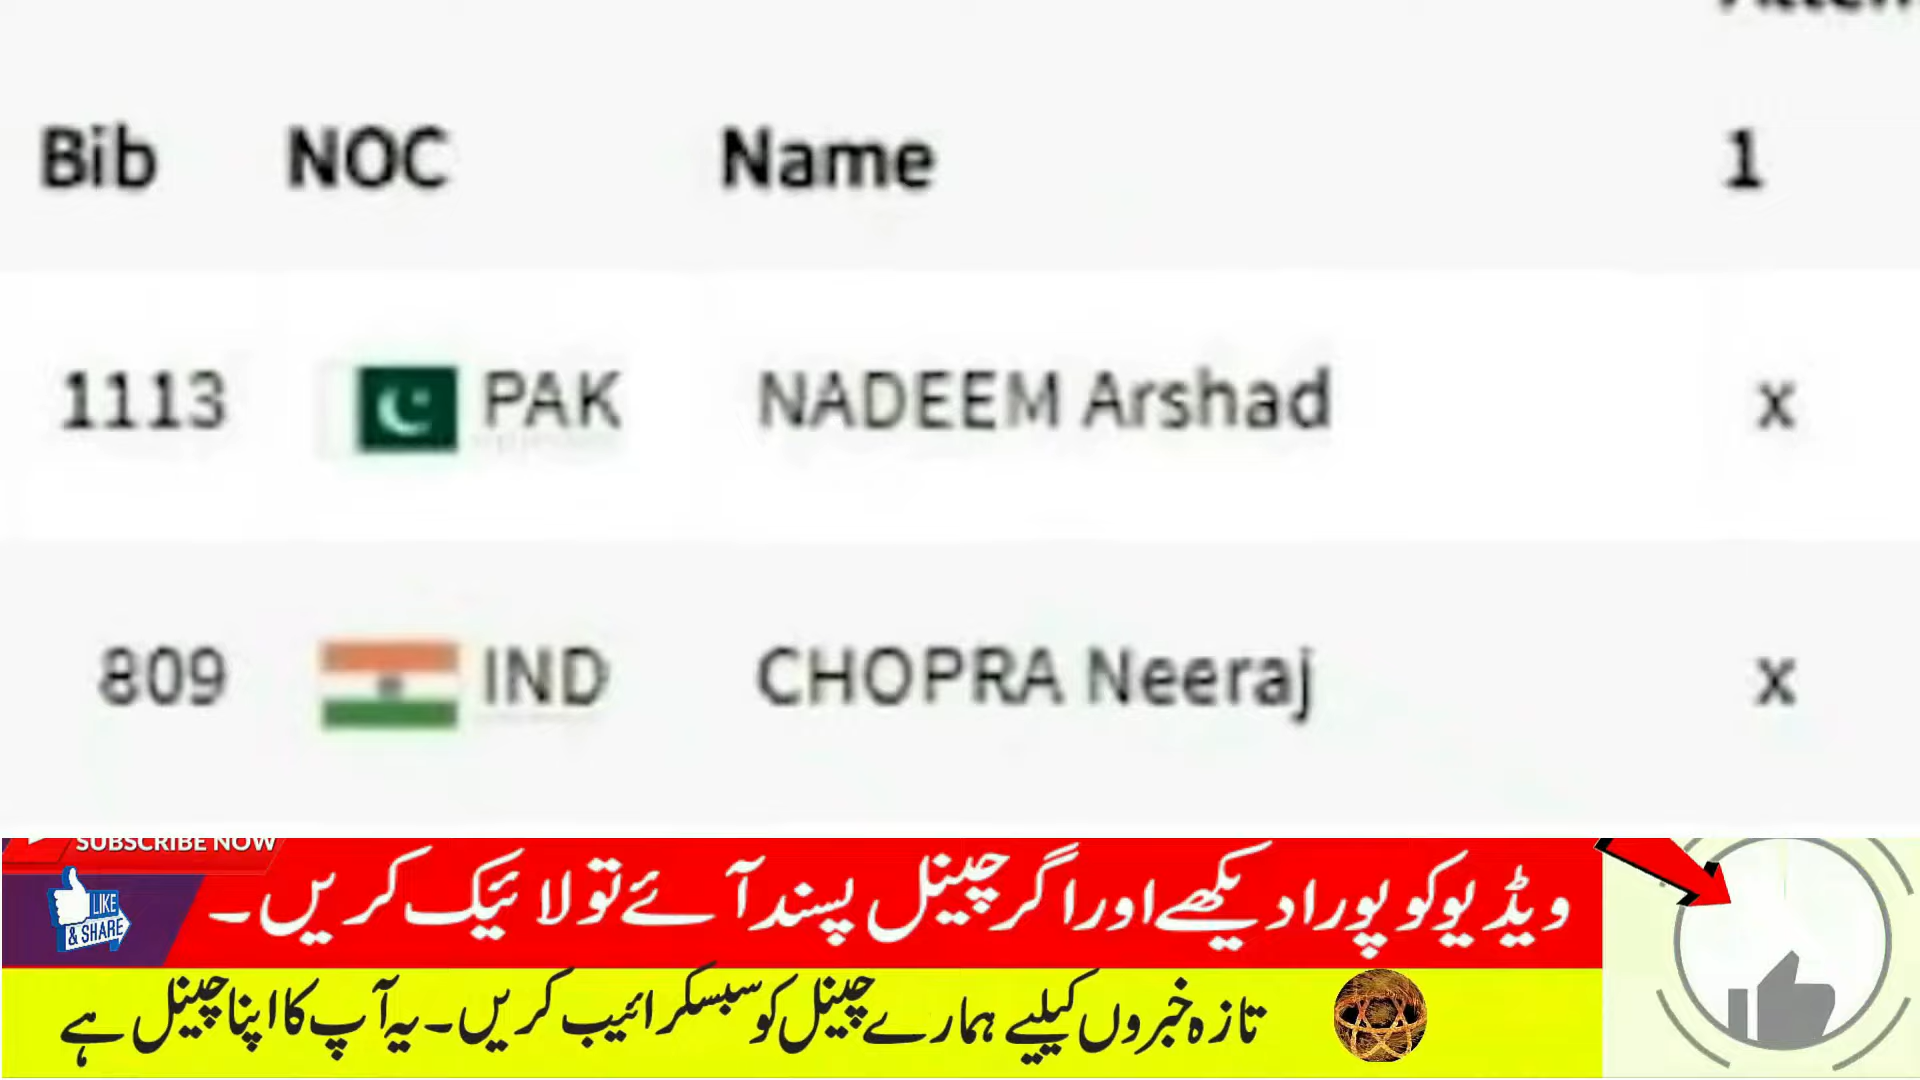 Bib NOC Name 1
1113 PAK NADEEM Arshad x
809 IND CHOPRA Neeraj x
SUBSCRIBE NOW
LIKE
& SHARE
ویڈیو کو پورا دیکھے اور اگر چینل پسند آئے تو لائیک کریں۔
تازہ خبروں کیلیے ہمارے چینل کو سبسکرائیب کریں۔ یہ آپ کا اپنا چینل ہے